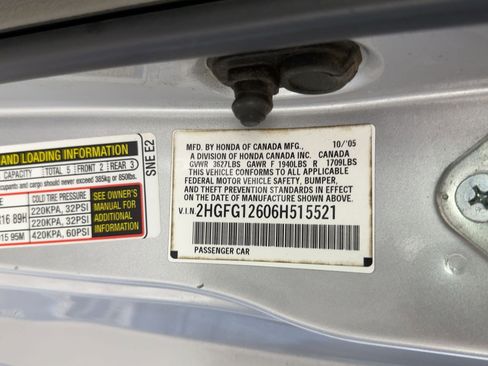 AND LOADING INFORMATION
CAPACITY TOTAL 5 FRONT 2 REAR 3
occupants and cargo should never exceed 385kg or 850lbs.
COLD TIRE PRESSURE
SEE OWNER'S MANUAL FOR ADDITIONAL INFORMATION
16 89H 220KPA, 32PSI
220KPA, 32PSI
15 95M 420KPA, 60PSI
SNE E2
MFD. BY HONDA OF CANADA MFG., 10/'05
A DIVISION OF HONDA CANADA INC. CANADA
GVWR 3627LBS GAWR F 1940LBS R 1709LBS
THIS VEHICLE CONFORMS TO ALL APPLICABLE
FEDERAL MOTOR VEHICLE SAFETY, BUMPER,
AND THEFT PREVENTION STANDARDS IN
EFFECT ON THE DATE OF MANUFACTURE
SHOWN ABOVE.
V.I.N. 2HGFG12606H515521
PASSENGER CAR